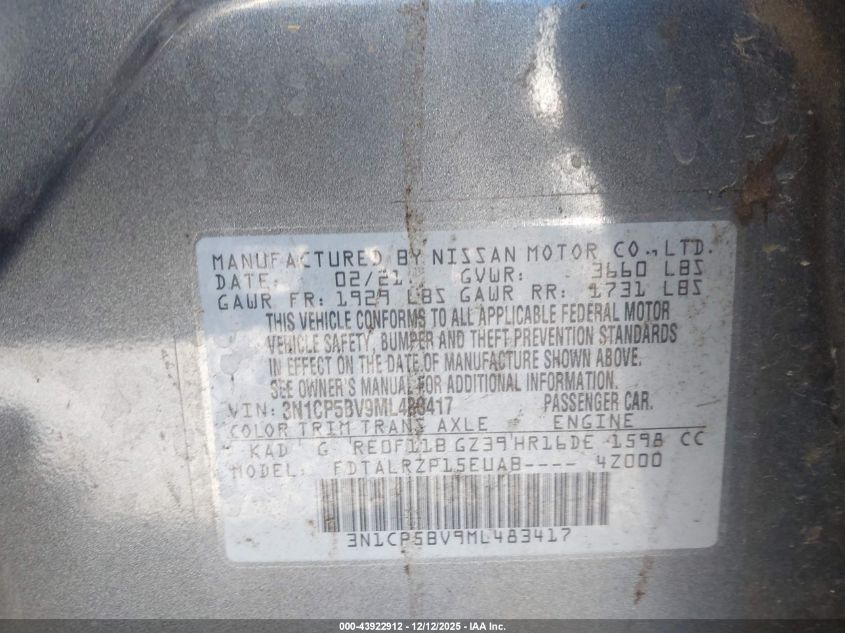 MANUFACTURED BY NISSAN MOTOR CO., LTD.
DATE: 02/21 GVWR: 3660 LBS
GAWR FR: 1929 LBS GAWR RR: 1731 LBS
THIS VEHICLE CONFORMS TO ALL APPLICABLE FEDERAL MOTOR
VEHICLE SAFETY, BUMPER AND THEFT PREVENTION STANDARDS
IN EFFECT ON THE DATE OF MANUFACTURE SHOWN ABOVE.
SEE OWNER'S MANUAL FOR ADDITIONAL INFORMATION.
VIN: 3N1CP5BV9ML483417 PASSENGER CAR.
COLOR TRIM TRANS AXLE ENGINE
KAD G RE0F11B GZ39 HR16DE 1598 CC
MODEL: FDTALRZP15EUAB---- 4Z000
3N1CP5BV9ML483417
000-43922912 - 12/12/2025 - IAA Inc.